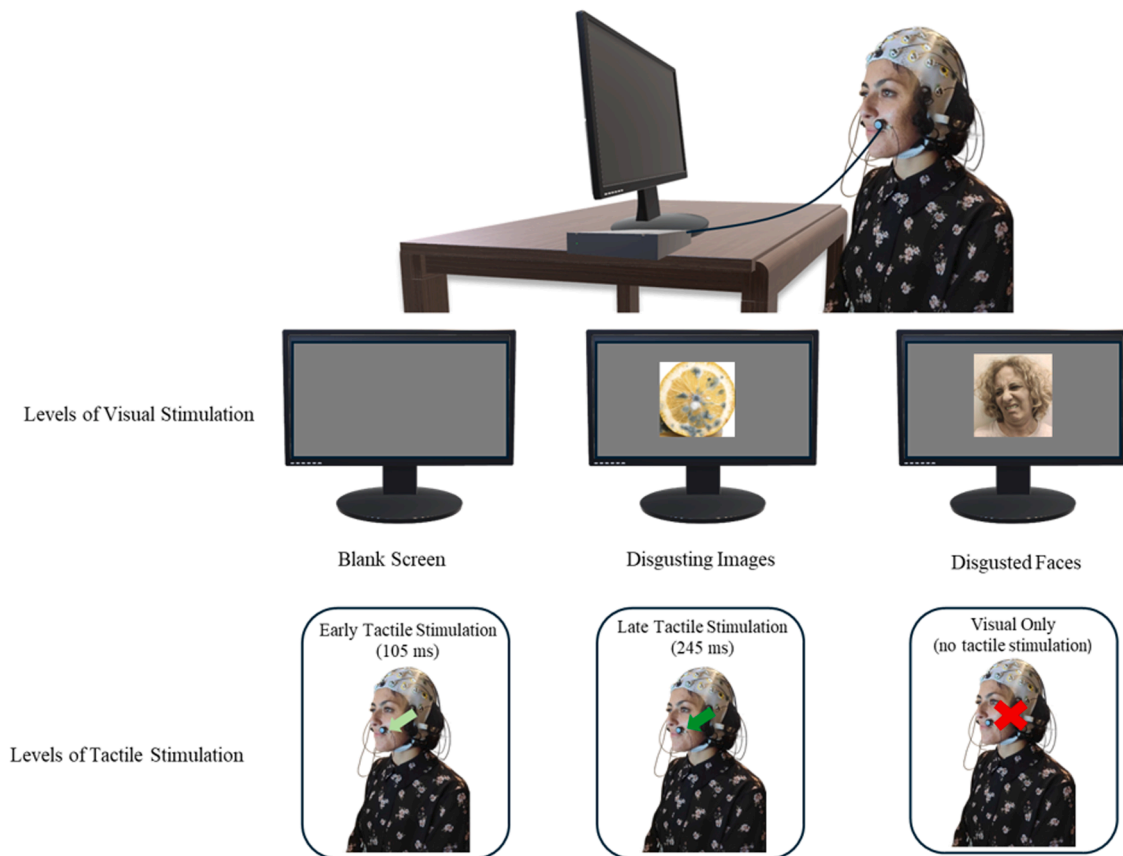 Levels of Visual Stimulation
Blank Screen
Disgusting Images
Disgusted Faces
Early Tactile Stimulation
(105 ms)
Late Tactile Stimulation
(245 ms)
Visual Only
(no tactile stimulation)
Levels of Tactile Stimulation